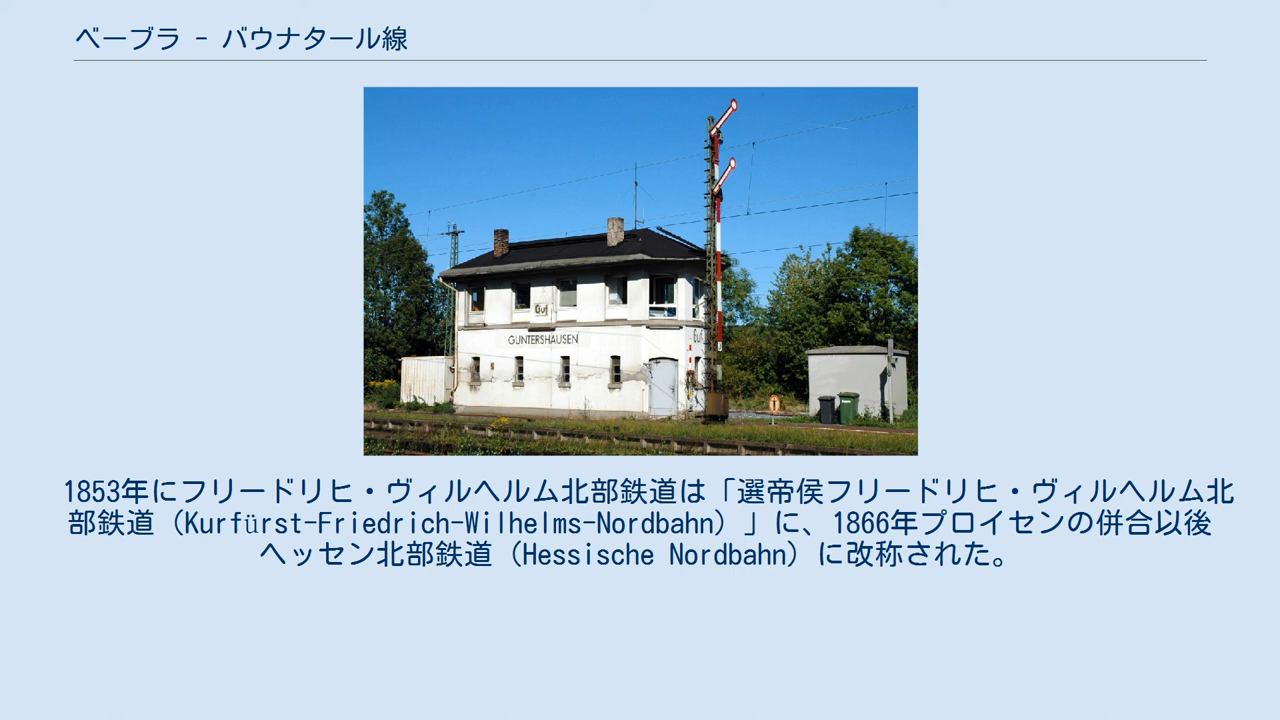 ベーブラ - バウナタール線
Guf
GUNTERSHAUSEN
Guf
1853年にフリードリヒ・ヴィルヘルム北部鉄道は「選帝侯フリードリヒ・ヴィルヘルム北
部鉄道（Kurfürst-Friedrich-Wilhelms-Nordbahn）」に、1866年プロイセンの併合以後
ヘッセン北部鉄道（Hessische Nordbahn）に改称された。